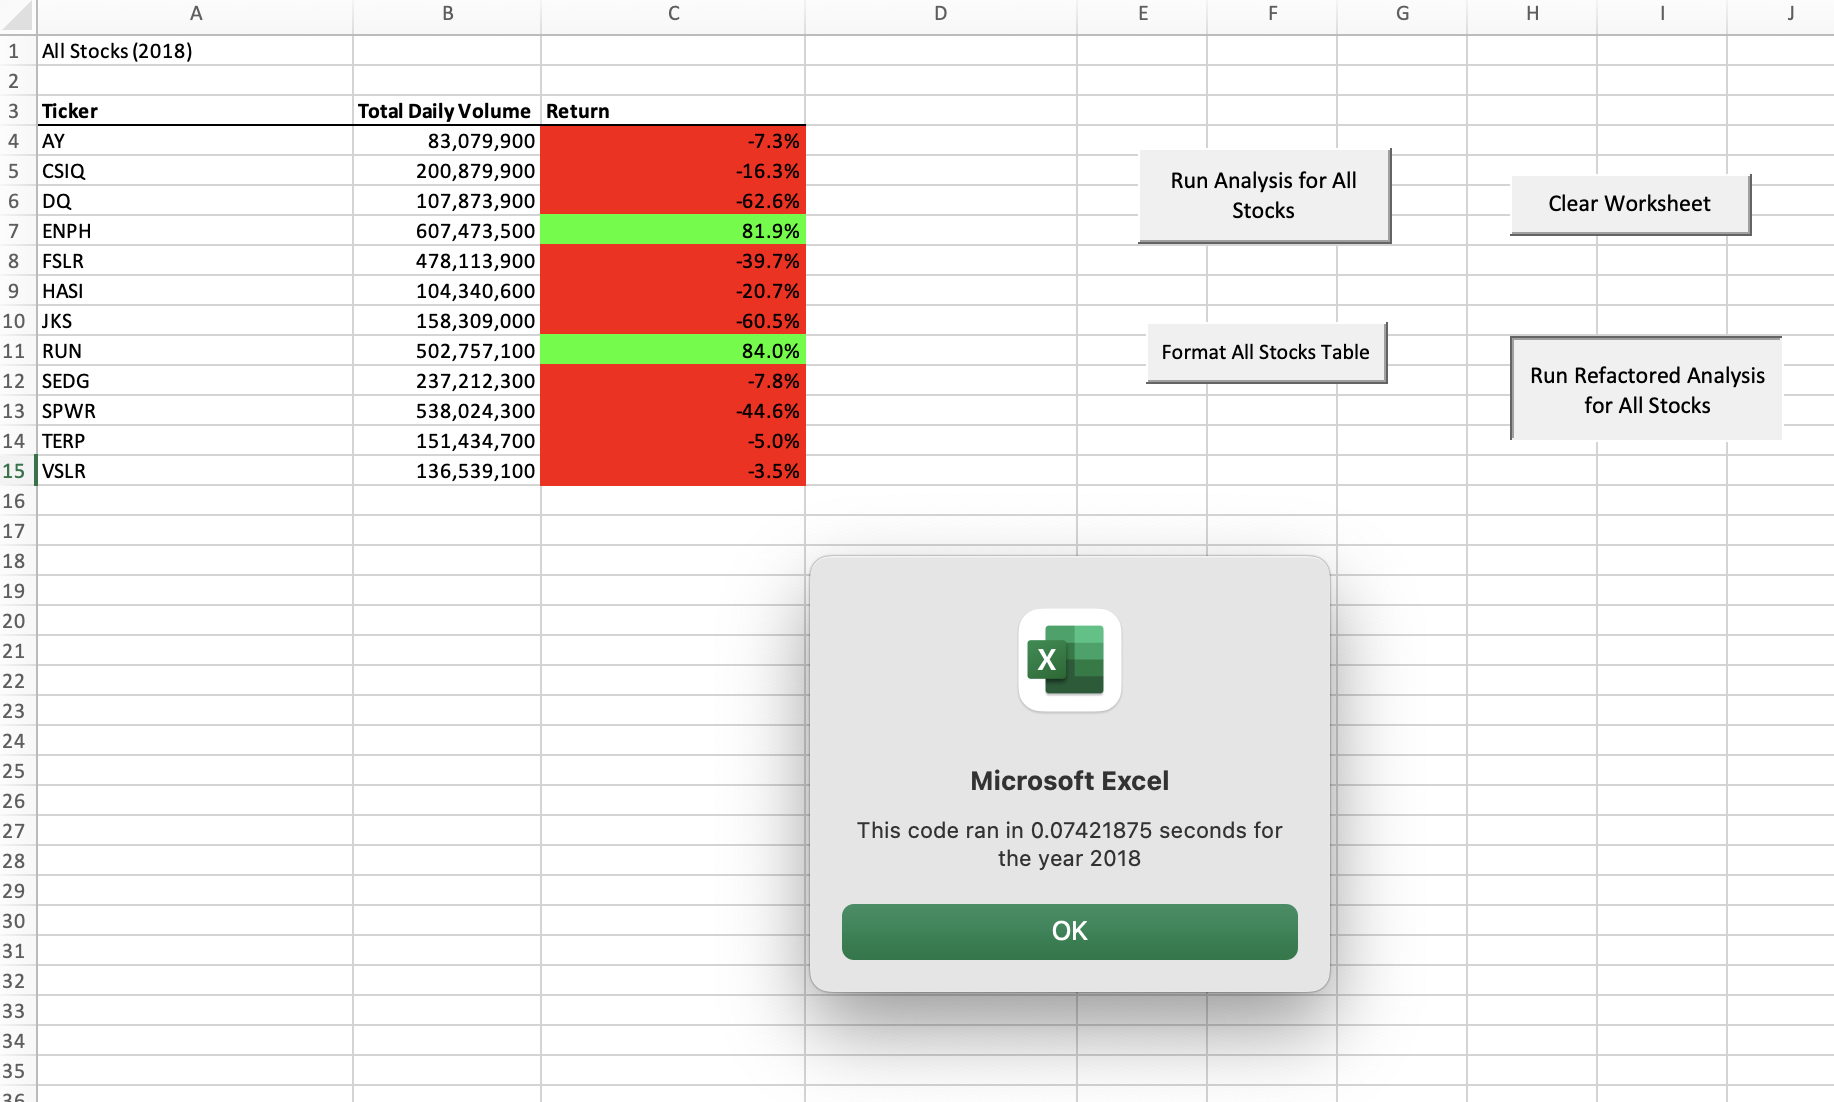 A B C D E F G H I J
1 All Stocks (2018)
2
3 Ticker Total Daily Volume Return
4 AY 83,079,900 -7.3%
5 CSIQ 200,879,900 -16.3%
6 DQ 107,873,900 -62.6%
7 ENPH 607,473,500 81.9%
8 FSLR 478,113,900 -39.7%
9 HASI 104,340,600 -20.7%
10 JKS 158,309,000 -60.5%
11 RUN 502,757,100 84.0%
12 SEDG 237,212,300 -7.8%
13 SPWR 538,024,300 -44.6%
14 TERP 151,434,700 -5.0%
15 VSLR 136,539,100 -3.5%
16
17
18
19
20
21
22
23
24
25
26
27
28
29
30
31
32
33
34
35
36
Run Analysis for All
Stocks
Clear Worksheet
Format All Stocks Table
Run Refactored Analysis
for All Stocks
X
Microsoft Excel
This code ran in 0.07421875 seconds for
the year 2018
OK